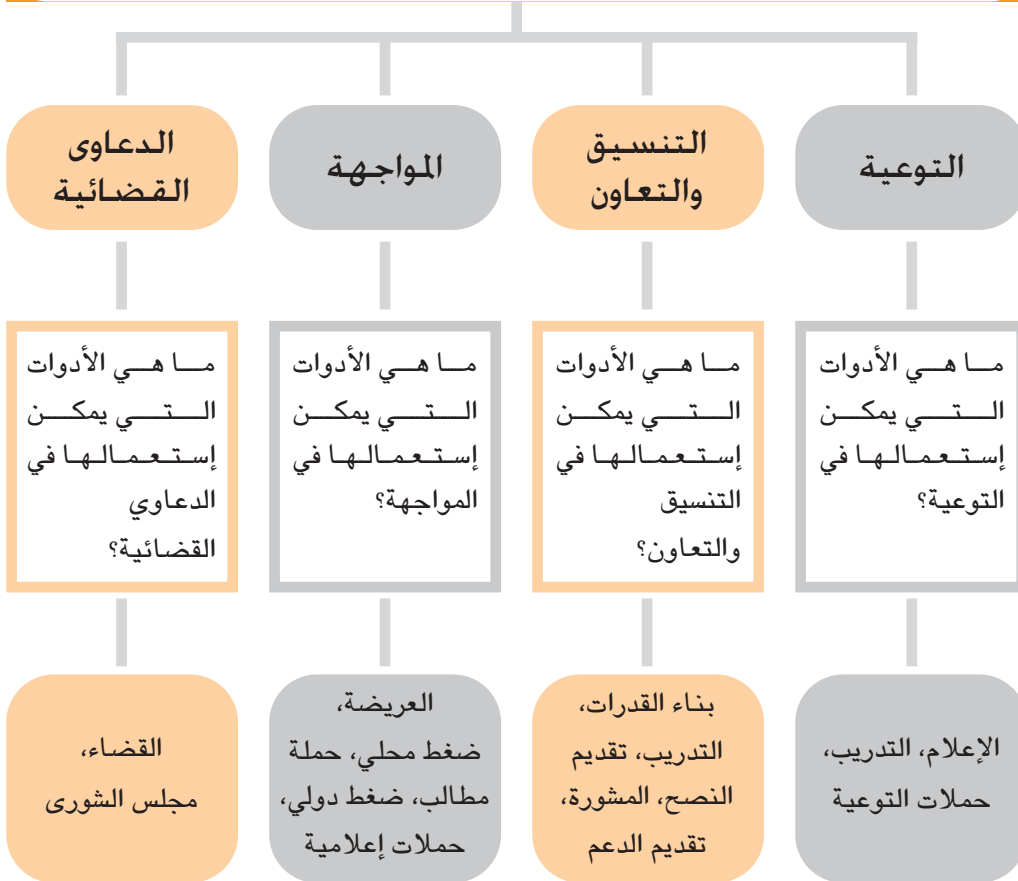 التوعية
التنسيق
والتعاون
المواجهة
الدعاوى
القضائية
ما هي الأدوات
التي يمكن
إستعمالها في
التوعية؟
ما هي الأدوات
التي يمكن
إستعمالها في
التنسيق
والتعاون؟
ما هي الأدوات
التي يمكن
إستعمالها في
المواجهة؟
ما هي الأدوات
التي يمكن
إستعمالها في
الدعاوي
القضائية؟
الإعلام، التدريب،
حملات التوعية
بناء القدرات،
التدريب، تقديم
النصح، المشورة،
تقديم الدعم
العريضة،
ضغط محلي، حملة
مطالب، ضغط دولي،
حملات إعلامية
القضاء،
مجلس الشورى